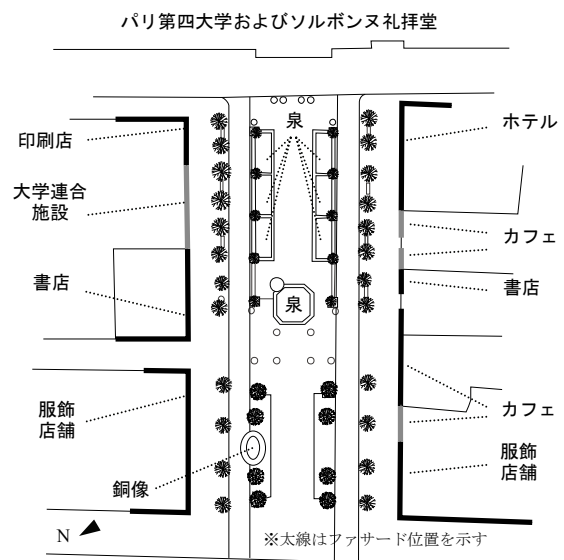 パリ第四大学およびソルボンヌ礼拝堂
泉
ホテル
印刷店
大学連合
施設
カフェ
書店
書店
泉
カフェ
服飾
店舗
服飾
店舗
銅像
N
※太線はファサード位置を示す